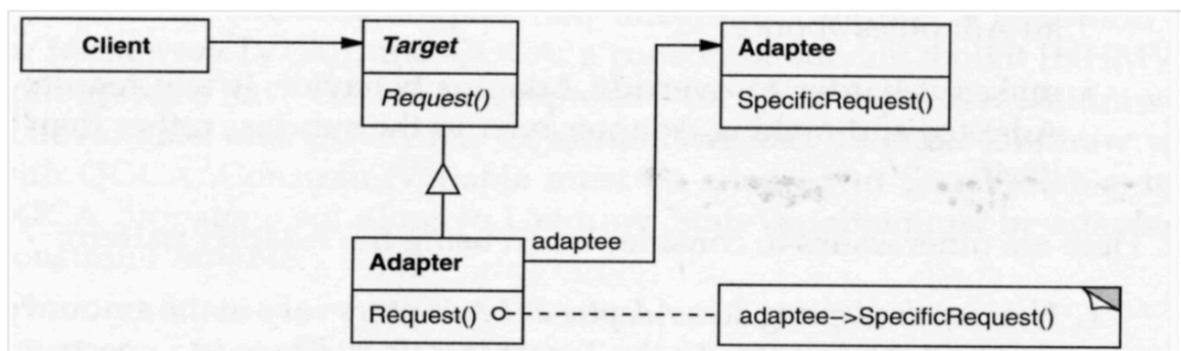 Client
Target
Request()
Adaptee
SpecificRequest()
adaptee
Adapter
Request()
adaptee->SpecificRequest()